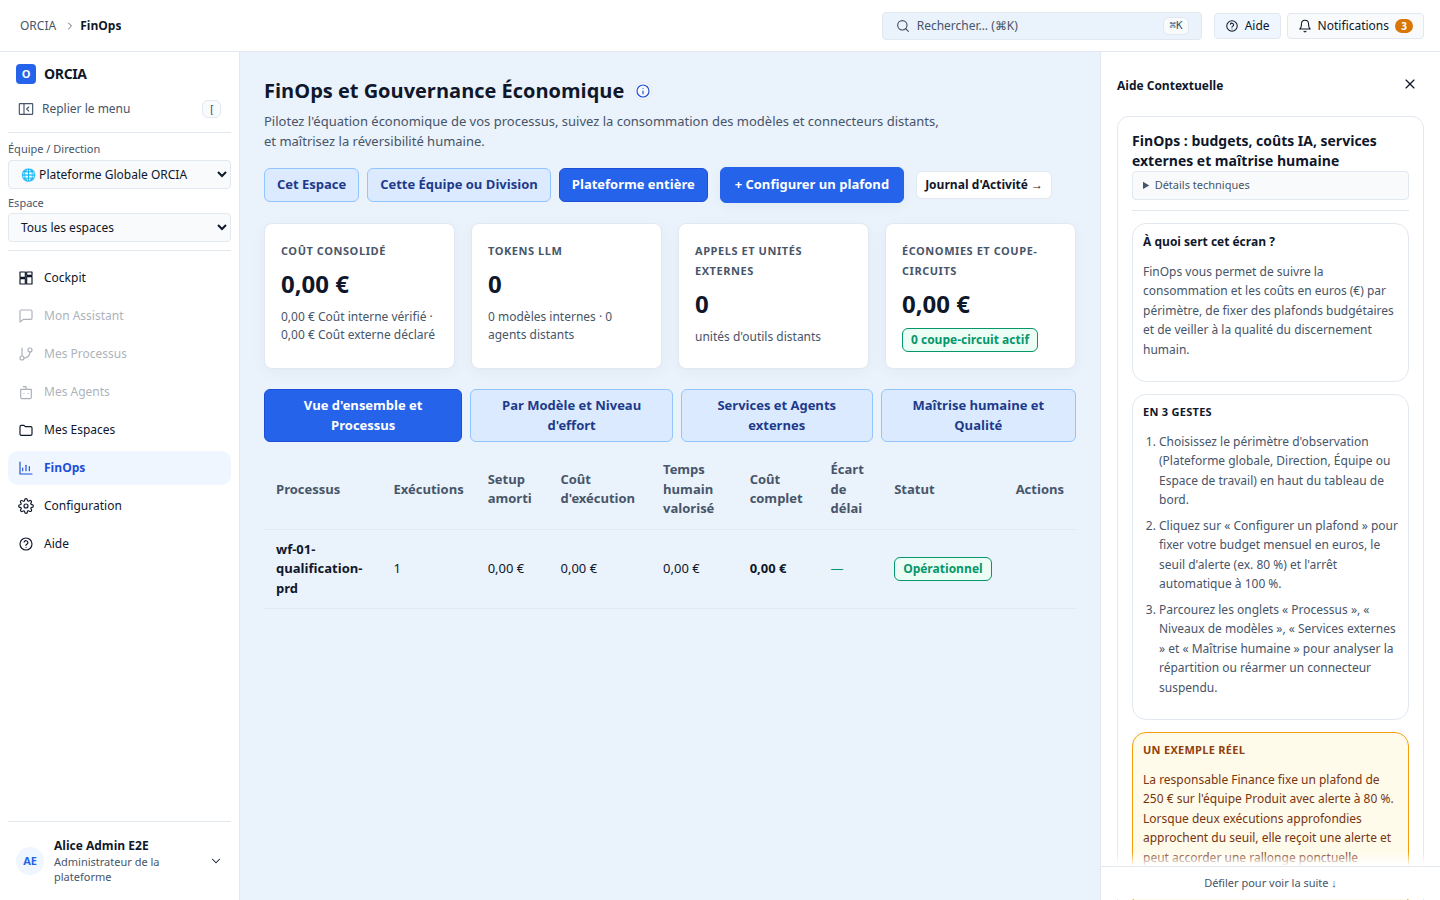 ORCIA > FinOps
Rechercher... (⌘K)
⌘K
Aide
Notifications 3
O ORCIA
Replier le menu [
Équipe / Direction
🌐 Plateforme Globale ORCIA
Espace
Tous les espaces
Cockpit
Mon Assistant
Mes Processus
Mes Agents
Mes Espaces
FinOps
Configuration
Aide
AE
Alice Admin E2E
Administrateur de la
plateforme
FinOps et Gouvernance Économique
Pilotez l'équation économique de vos processus, suivez la consommation des modèles et connecteurs distants,
et maîtrisez la réversibilité humaine.
Cet Espace
Cette Équipe ou Division
Plateforme entière
+ Configurer un plafond
Journal d'Activité →
COÛT CONSOLIDÉ
0,00 €
0,00 € Coût interne vérifié ·
0,00 € Coût externe déclaré
TOKENS LLM
0
0 modèles internes · 0
agents distants
APPELS ET UNITÉS
EXTERNES
0
unités d'outils distants
ÉCONOMIES ET COUPE-
CIRCUITS
0,00 €
0 coupe-circuit actif
Vue d'ensemble et
Processus
Par Modèle et Niveau
d'effort
Services et Agents
externes
Maîtrise humaine et
Qualité
Processus
Exécutions
Setup
amorti
Coût
d'exécution
Temps
humain
valorisé
Coût
complet
Écart
de
délai
Statut
Actions
wf-01-
qualification-
prd
1
0,00 €
0,00 €
0,00 €
0,00 €
—
Opérationnel
Aide Contextuelle
FinOps : budgets, coûts IA, services
externes et maîtrise humaine
▶ Détails techniques
À quoi sert cet écran ?
FinOps vous permet de suivre la
consommation et les coûts en euros (€) par
périmètre, de fixer des plafonds budgétaires
et de veiller à la qualité du discernement
humain.
EN 3 GESTES
1. Choisissez le périmètre d'observation
(Plateforme globale, Direction, Équipe ou
Espace de travail) en haut du tableau de
bord.
2. Cliquez sur « Configurer un plafond » pour
fixer votre budget mensuel en euros, le
seuil d'alerte (ex. 80 %) et l'arrêt
automatique à 100 %.
3. Parcourez les onglets « Processus », «
Niveaux de modèles », « Services externes
» et « Maîtrise humaine » pour analyser la
répartition ou réarmer un connecteur
suspendu.
UN EXEMPLE RÉEL
La responsable Finance fixe un plafond de
250 € sur l'équipe Produit avec alerte à 80 %.
Lorsque deux exécutions approfondies
approchent du seuil, elle reçoit une alerte et
peut accorder une rallonge ponctuelle
Défiler pour voir la suite ↓